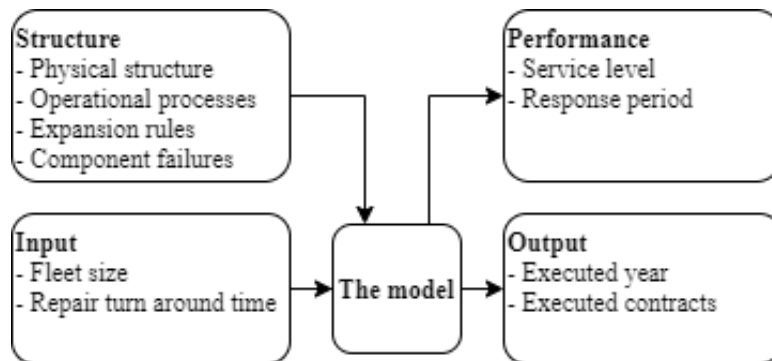 Structure
- Physical structure
- Operational processes
- Expansion rules
- Component failures
Performance
- Service level
- Response period
Input
- Fleet size
- Repair turn around time
The model
Output
- Executed year
- Executed contracts